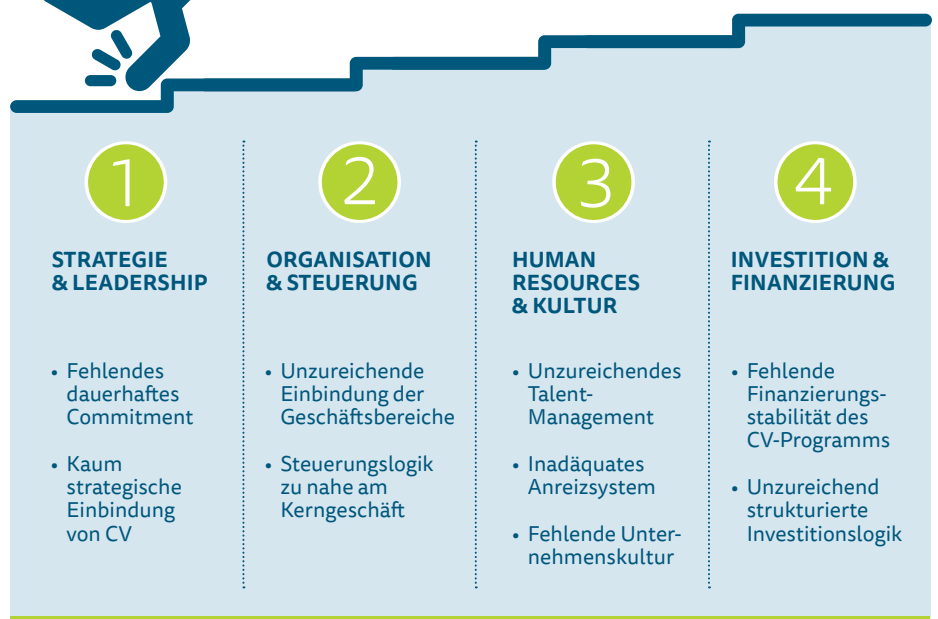 1
STRATEGIE
& LEADERSHIP
• Fehlendes
dauerhaftes
Commitment
• Kaum
strategische
Einbindung
von CV
2
ORGANISATION
& STEUERUNG
• Unzureichende
Einbindung der
Geschäftsbereiche
• Steuerungslogik
zu nahe am
Kerngeschäft
3
HUMAN
RESOURCES
& KULTUR
• Unzureichendes
Talent-
Management
• Inadäquates
Anreizsystem
• Fehlende Unter-
nehmenskultur
4
INVESTITION &
FINANZIERUNG
• Fehlende
Finanzierungs-
stabilität des
CV-Programms
• Unzureichend
strukturierte
Investitionslogik